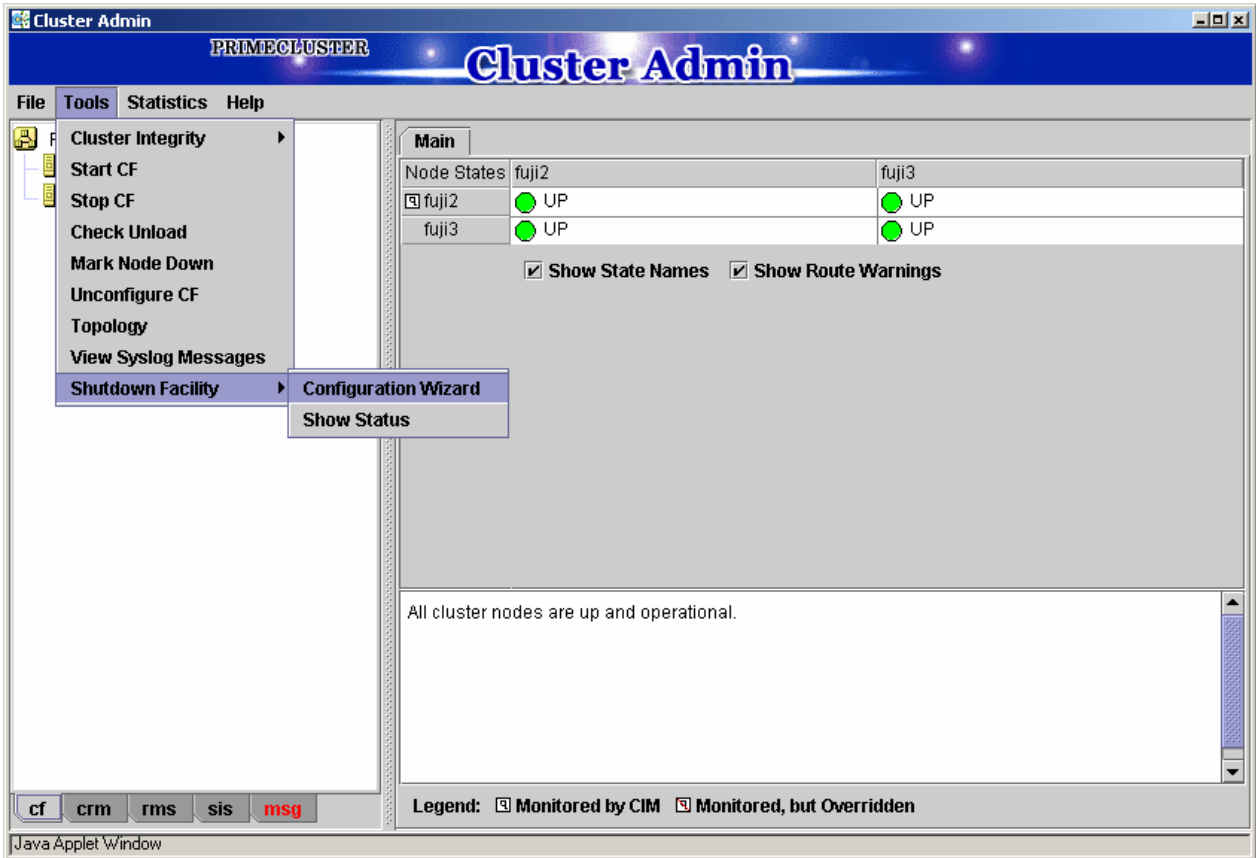 Cluster Admin
PRIMECLUSTER
Cluster Admin
File Tools Statistics Help
Cluster Integrity
Start CF
Stop CF
Check Unload
Mark Node Down
Unconfigure CF
Topology
View Syslog Messages
Shutdown Facility
Configuration Wizard
Show Status
Main
Node States fuji2 fuji3
fuji2 UP UP
fuji3 UP UP
Show State Names Show Route Warnings
All cluster nodes are up and operational.
cf crm rms sis msg
Legend: Monitored by CIM Monitored, but Overridden
Java Applet Window